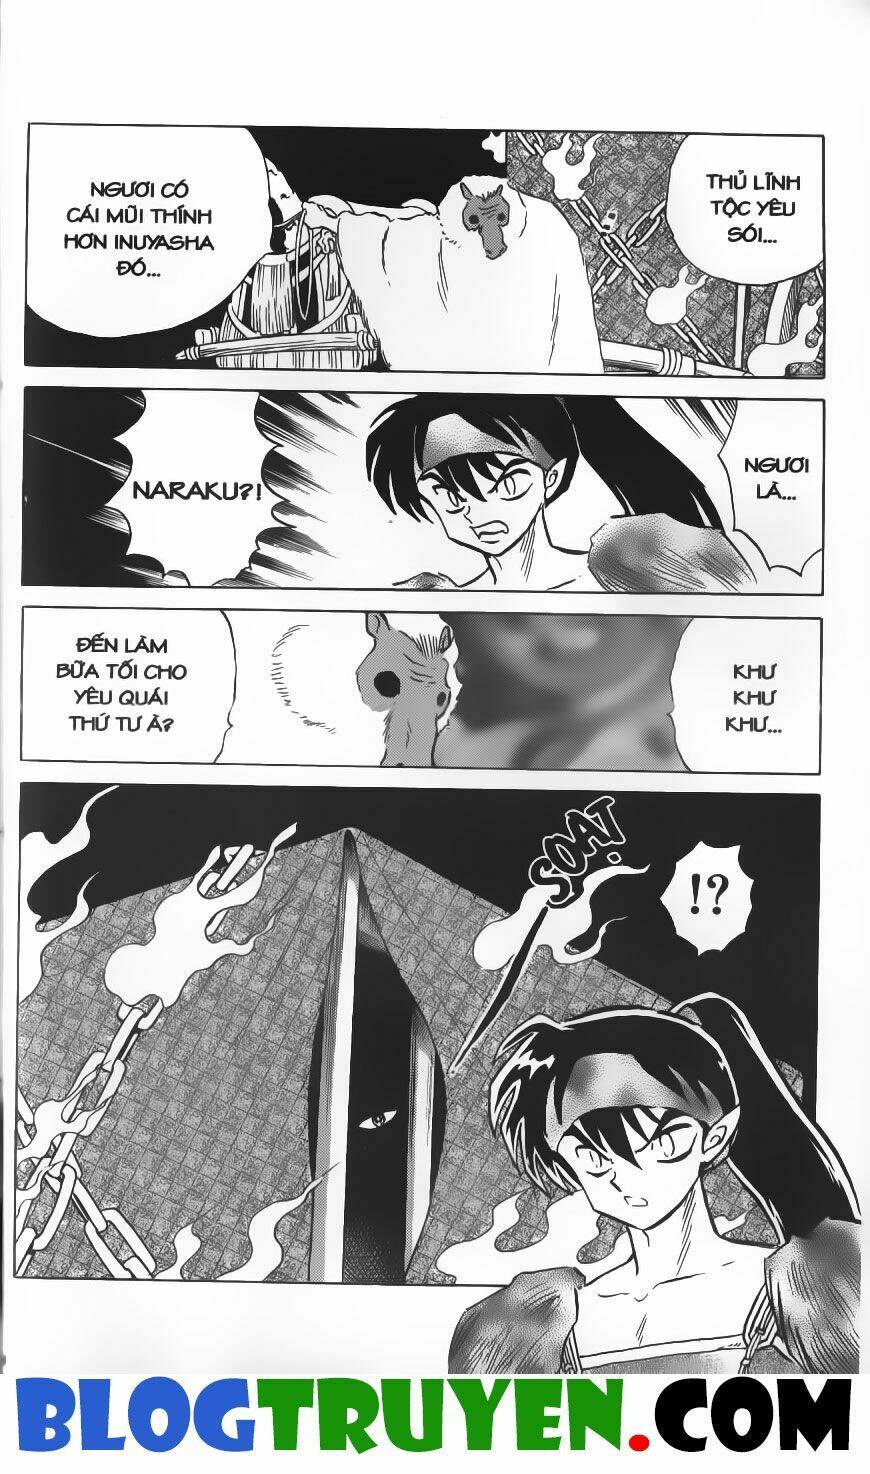 THỦ LĨNH
TỘC YÊU
SÓI...
NGƯƠI CÓ
CÁI MŨI THÍNH
HƠN INUYASHA
ĐÓ...
NGƯƠI
LÀ...
NARAKU?!
KHƯ
KHƯ
KHƯ...
ĐẾN LÀM
BỮA TỐI CHO
YÊU QUÁI
THỨ TƯ À?
SOẠT
!?
BLOGTRUYEN.COM